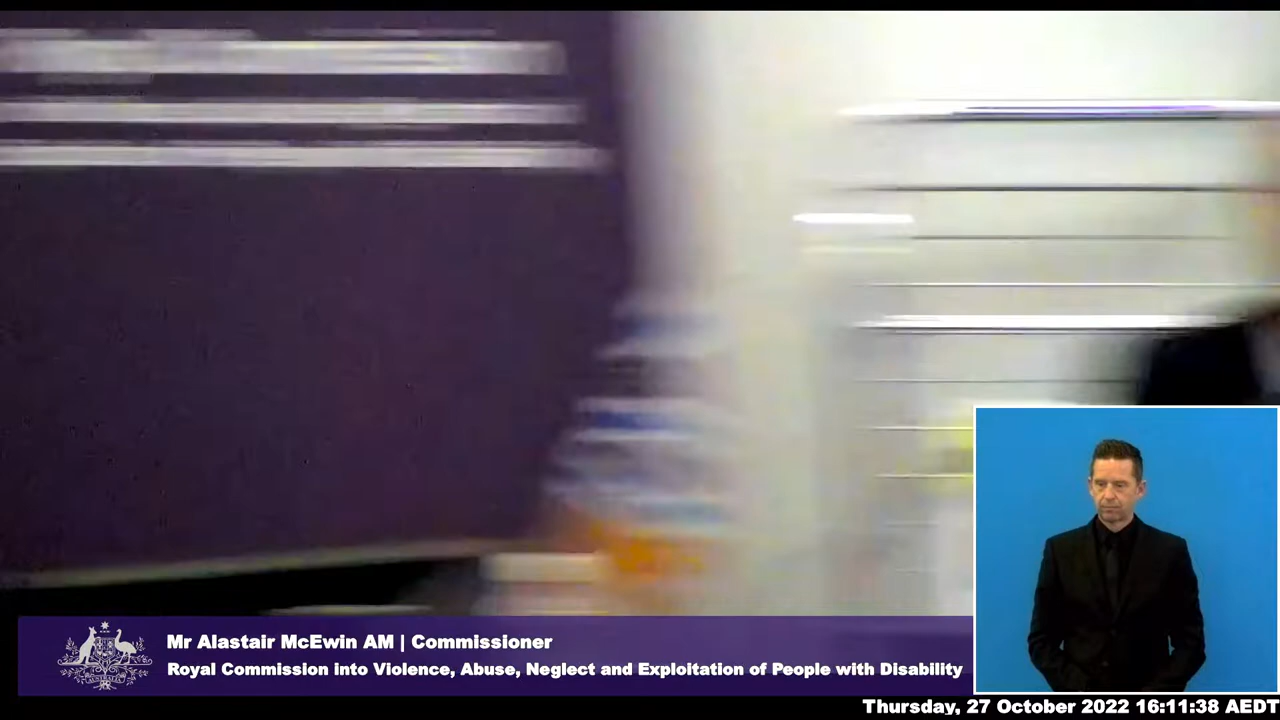 Mr Alastair McEwin AM | Commissioner
Royal Commission into Violence, Abuse, Neglect and Exploitation of People with Disability
Thursday, 27 October 2022 16:11:38 AEDT